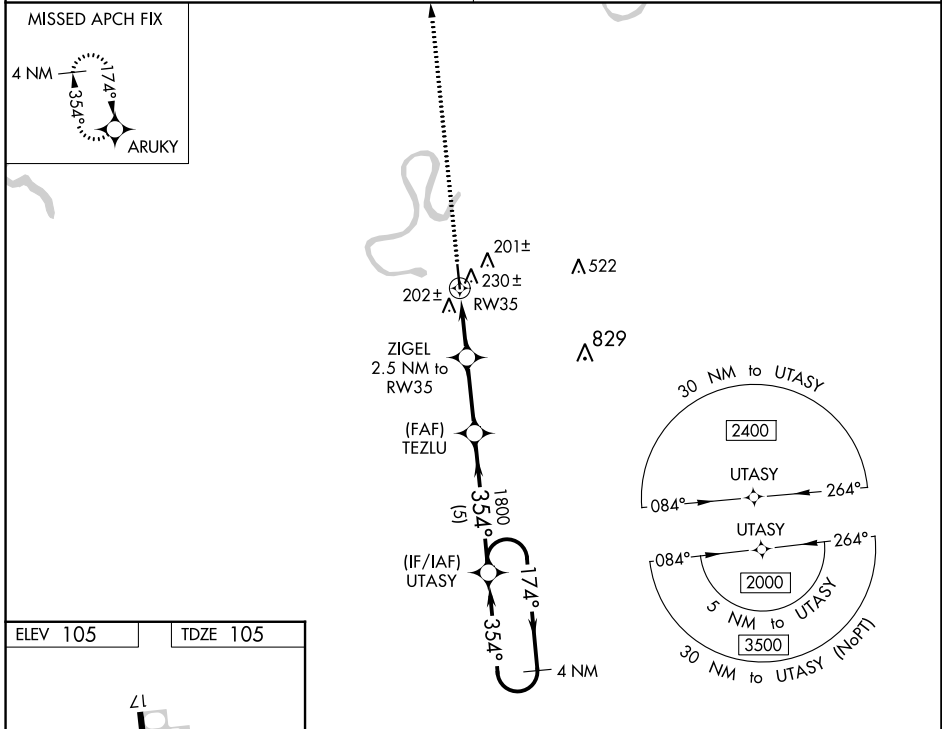 MISSED APCH FIX
4 NM
174°
354°
ARUKY
201±
230±
522
202±
RW35
829
ZIGEL
2.5 NM to
RW35
(FAF)
TEZLU
1800
354°
(5)
(IF/IAF)
UTASY
174°
354°
4 NM
30 NM to UTASY
2400
UTASY
084°
264°
UTASY
084°
264°
2000
5 NM to UTASY
3500
30 NM to UTASY (NoPT)
ELEV 105
TDZE 105
17